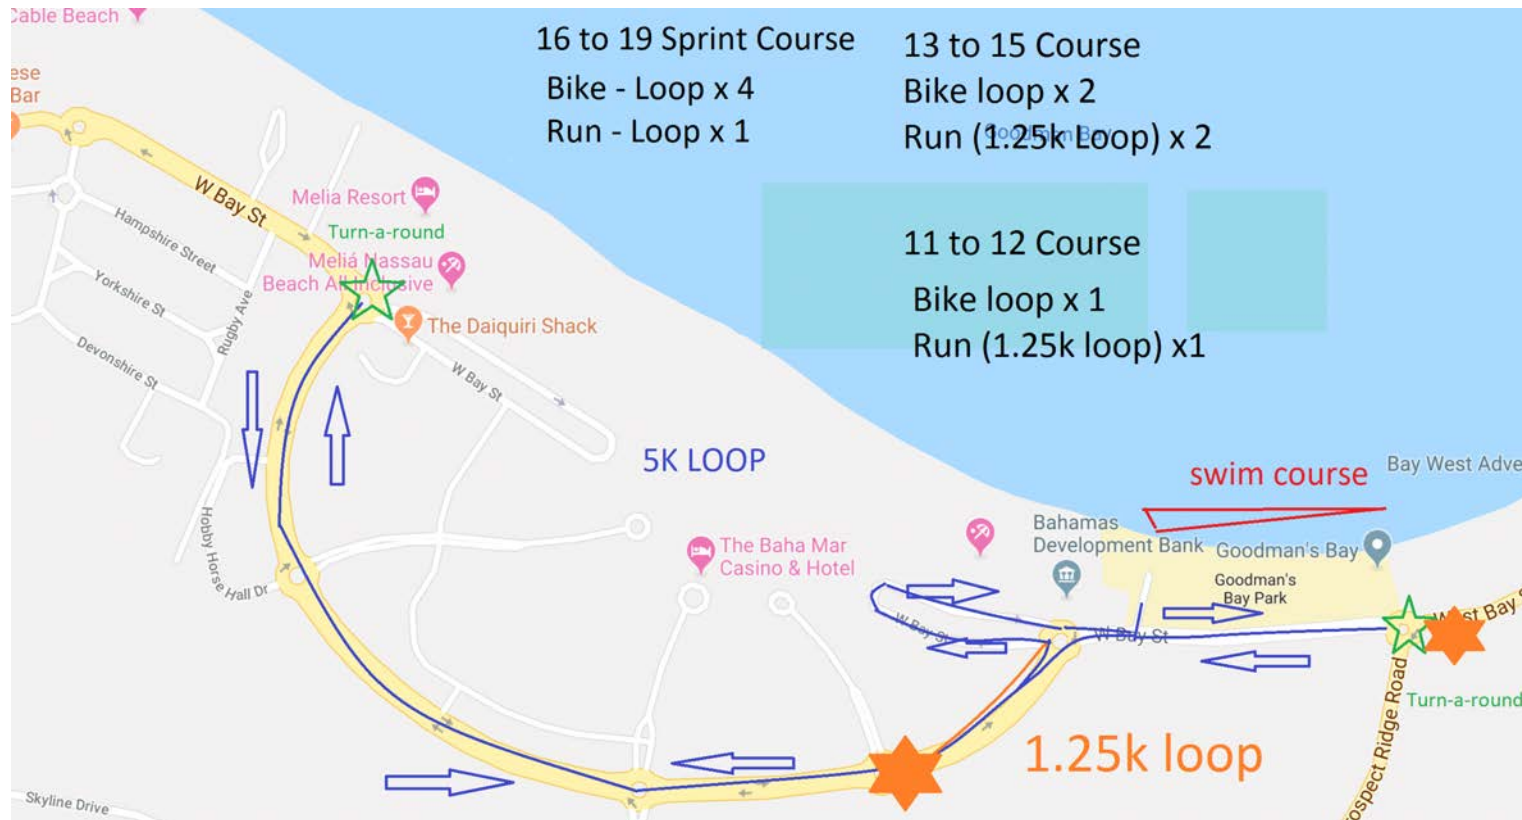 Cable Beach
ese
Bar
16 to 19 Sprint Course
Bike - Loop x 4
Run - Loop x 1
13 to 15 Course
Bike loop x 2
Goodman Bay
Run (1.25k Loop) x 2
11 to 12 Course
Bike loop x 1
Run (1.25k loop) x1
W Bay St
Melia Resort
Turn-a-round
Meliá Nassau
Beach All Inclusive
The Daiquiri Shack
W Bay St
Hampshire Street
Yorkshire St
Rugby Ave
Devonshire St
Hobby Horse Hall Dr
5K LOOP
swim course
Bay West Adve
The Baha Mar
Casino & Hotel
Bahamas
Development Bank
Goodman's Bay
Goodman's
Bay Park
W Bay St
W Bay St
West Bay S
Turn-a-round
1.25k loop
rospect Ridge Road
Skyline Drive